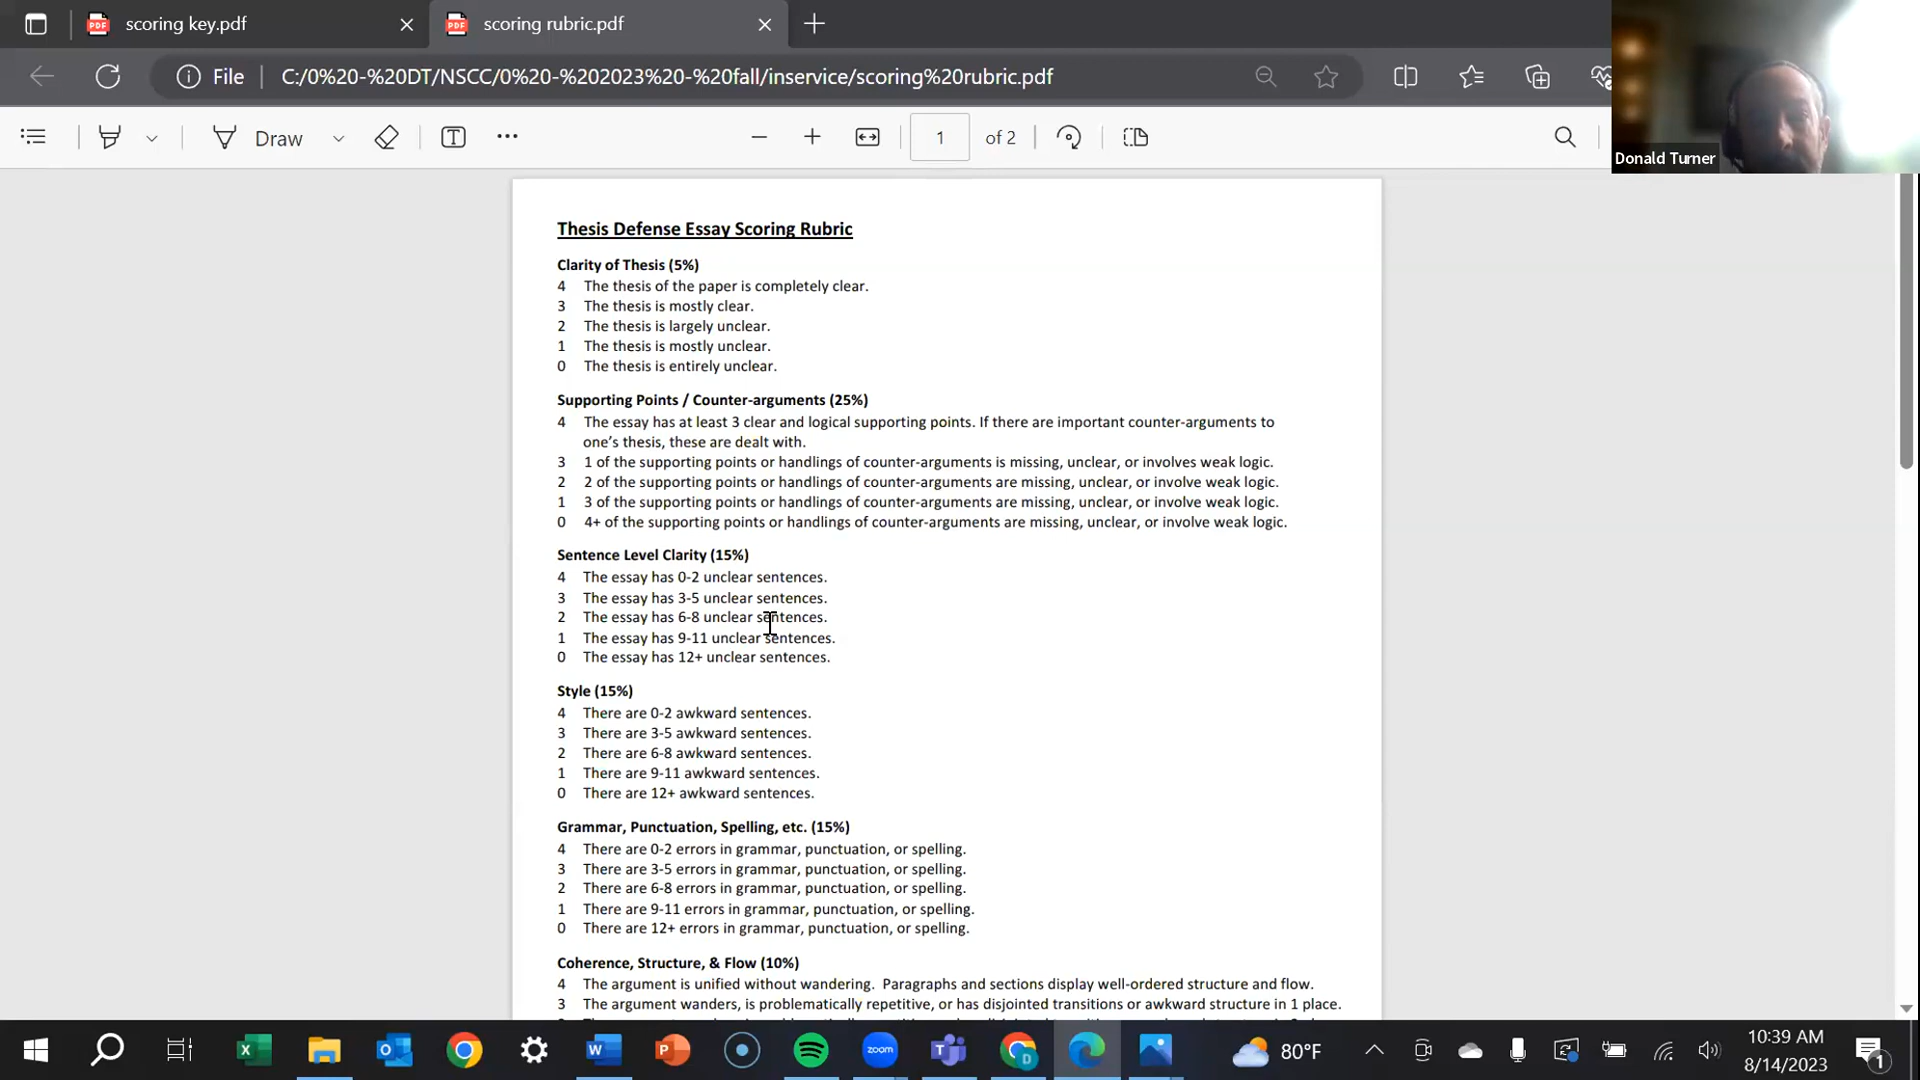 scoring key.pdf
scoring rubric.pdf
File
C:/0%20-%20DT/NSCC/0%20-%202023%20-%20fall/inservice/scoring%20rubric.pdf
Draw
1
of 2
Donald Turner
Thesis Defense Essay Scoring Rubric
Clarity of Thesis (5%)
4 The thesis of the paper is completely clear.
3 The thesis is mostly clear.
2 The thesis is largely unclear.
1 The thesis is mostly unclear.
0 The thesis is entirely unclear.
Supporting Points / Counter-arguments (25%)
4 The essay has at least 3 clear and logical supporting points. If there are important counter-arguments to
one's thesis, these are dealt with.
3 1 of the supporting points or handlings of counter-arguments is missing, unclear, or involves weak logic.
2 2 of the supporting points or handlings of counter-arguments are missing, unclear, or involve weak logic.
1 3 of the supporting points or handlings of counter-arguments are missing, unclear, or involve weak logic.
0 4+ of the supporting points or handlings of counter-arguments are missing, unclear, or involve weak logic.
Sentence Level Clarity (15%)
4 The essay has 0-2 unclear sentences.
3 The essay has 3-5 unclear sentences.
2 The essay has 6-8 unclear sentences.
1 The essay has 9-11 unclear sentences.
0 The essay has 12+ unclear sentences.
Style (15%)
4 There are 0-2 awkward sentences.
3 There are 3-5 awkward sentences.
2 There are 6-8 awkward sentences.
1 There are 9-11 awkward sentences.
0 There are 12+ awkward sentences.
Grammar, Punctuation, Spelling, etc. (15%)
4 There are 0-2 errors in grammar, punctuation, or spelling.
3 There are 3-5 errors in grammar, punctuation, or spelling.
2 There are 6-8 errors in grammar, punctuation, or spelling.
1 There are 9-11 errors in grammar, punctuation, or spelling.
0 There are 12+ errors in grammar, punctuation, or spelling.
Coherence, Structure, & Flow (10%)
4 The argument is unified without wandering. Paragraphs and sections display well-ordered structure and flow.
3 The argument wanders, is problematically repetitive, or has disjointed transitions or awkward structure in 1 place.
zoom
80°F
10:39 AM
8/14/2023
1